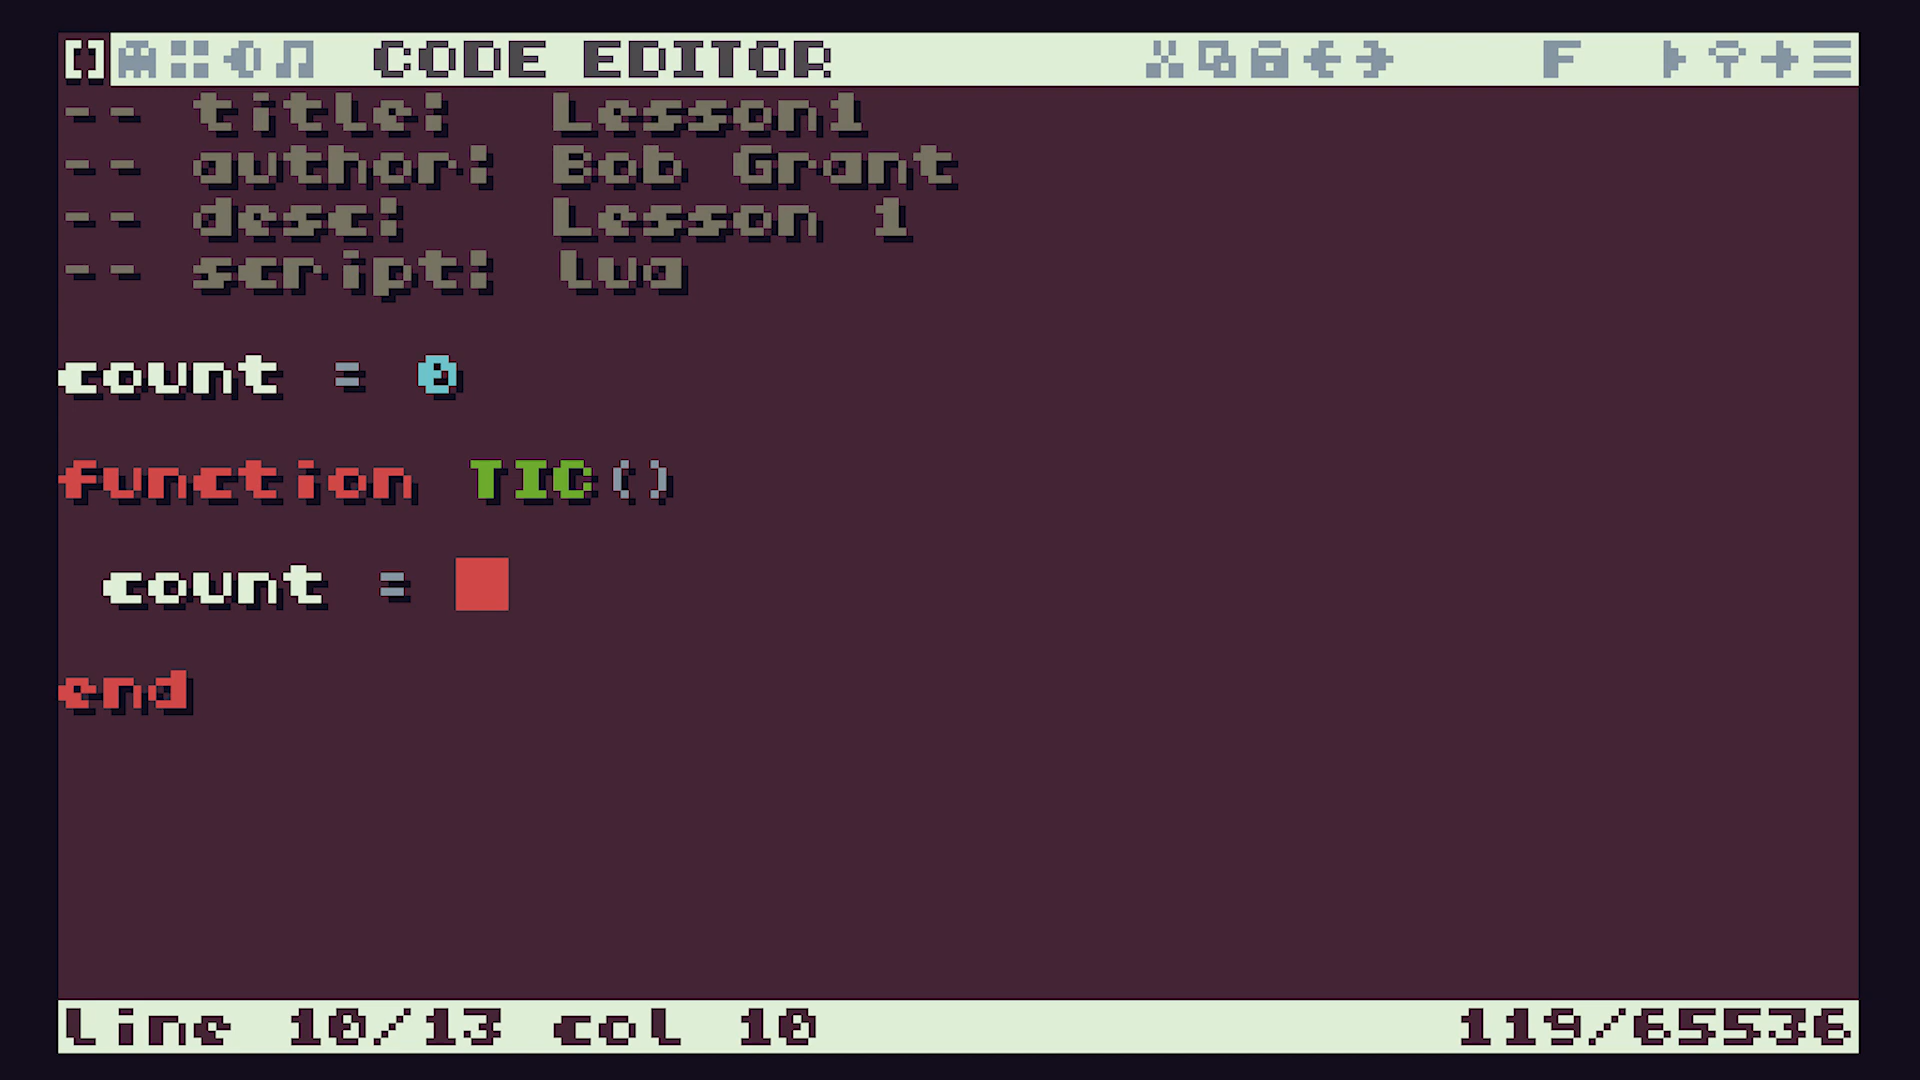 CODE EDITOR F
-- title:  Lesson1
-- author: Bob Grant
-- desc:   Lesson 1
-- script: lua
count = 0
function TIC()
count =
end
line 10/13 col 10 119/65536